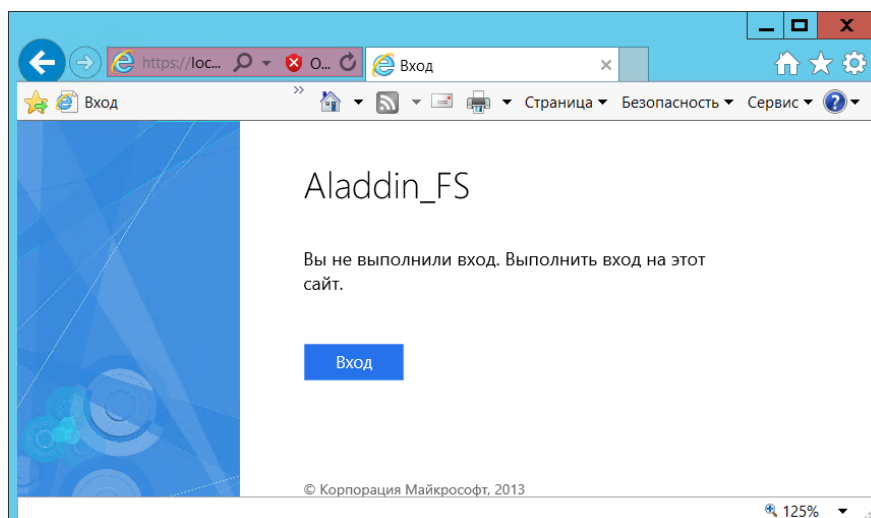 https://loc...
О...
Вход
Вход
Страница
Безопасность
Сервис
Aladdin_FS
Вы не выполнили вход. Выполнить вход на этот
сайт.
Вход
© Корпорация Майкрософт, 2013
125%